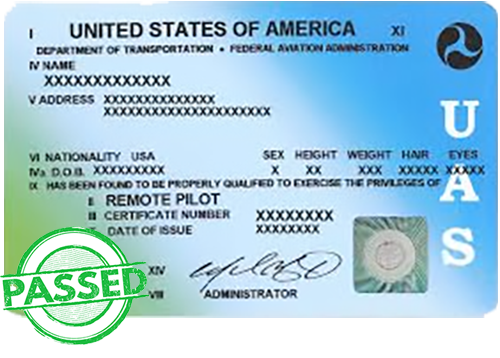 I UNITED STATES OF AMERICA XI
DEPARTMENT OF TRANSPORTATION • FEDERAL AVIATION ADMINISTRATION
IV NAME
XXXXXXXXXXXXX
V ADDRESS XXXXXXXXXXXXXX
XXXXXXXXXXXXXXXXXXXXX
VI NATIONALITY USA SEX HEIGHT WEIGHT HAIR EYES
IVa D.O.B. XXXXXXXXX X XX XXX XXXXX XXXXX
IX HAS BEEN FOUND TO BE PROPERLY QUALIFIED TO EXERCISE THE PRIVILEGES OF
II REMOTE PILOT
III CERTIFICATE NUMBER XXXXXXXX
DATE OF ISSUE XXXXXXXX
XIV
VIII ADMINISTRATOR
UAS
PASSED